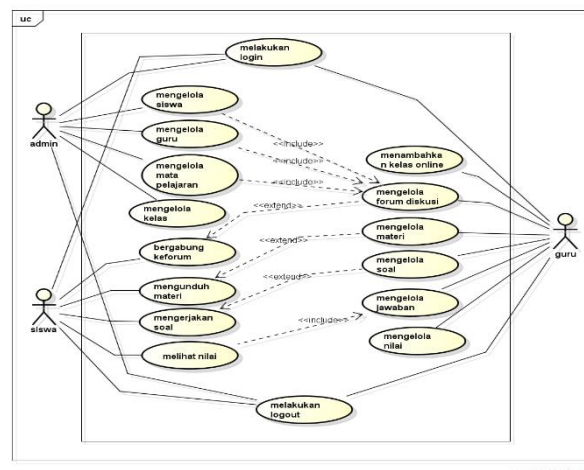 uc
melakukan
login
mengelola
siswa
mengelola
guru
mengelola
mata
pelajaran
mengelola
kelas
bergabung
keforum
mengunduh
materi
mengerjakan
soal
melihat nilai
melakukan
logout
admin
siswa
<<include>>
<<include>>
<<include>>
<<extend>>
<<extend>>
<<extend>>
<<include>>
menambahka
n kelas online
mengelola
forum diskusi
mengelola
materi
mengelola
soal
mengelola
jawaban
mengelola
nilai
guru